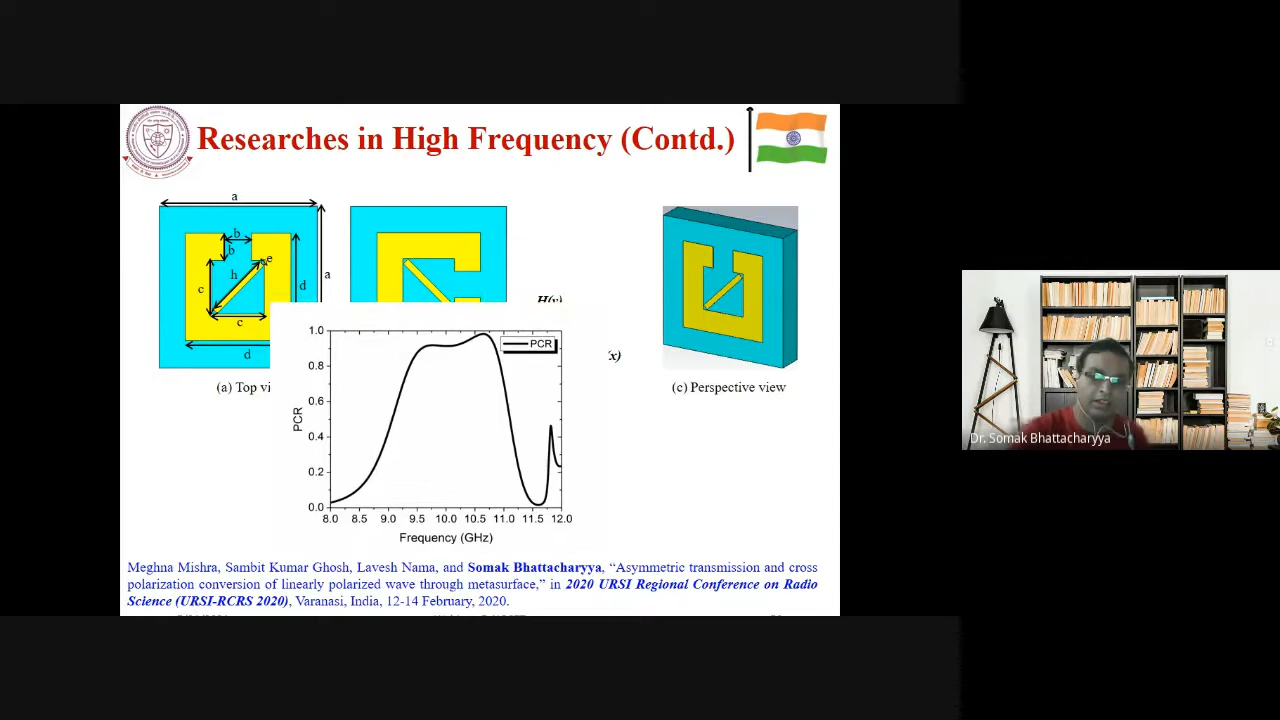 Researches in High Frequency (Contd.)
a
b
b
e
h
c
d
a
c
d
H(y)
(x)
(a) Top vi
(c) Perspective view
1.0
0.8
0.6
0.4
0.2
0.0
PCR
PCR
8.0 8.5 9.0 9.5 10.0 10.5 11.0 11.5 12.0
Frequency (GHz)
Meghna Mishra, Sambit Kumar Ghosh, Lavesh Nama, and Somak Bhattacharyya, “Asymmetric transmission and cross
polarization conversion of linearly polarized wave through metasurface,” in 2020 URSI Regional Conference on Radio
Science (URSI-RCRS 2020), Varanasi, India, 12-14 February, 2020.
Dr. Somak Bhattacharyya